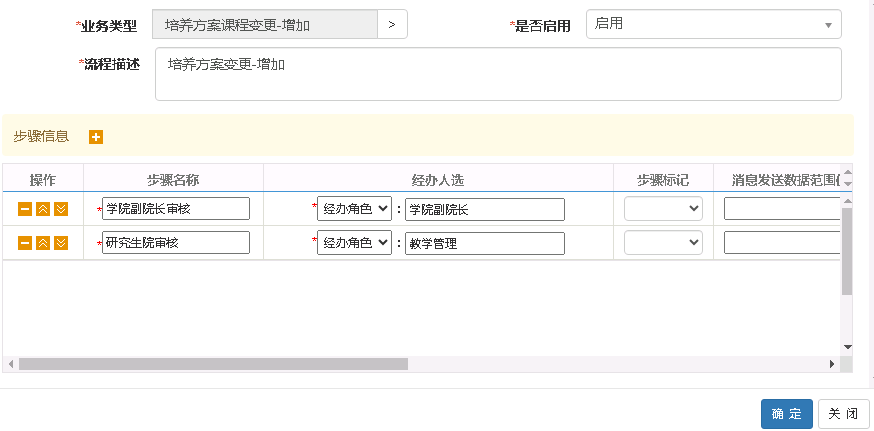 *业务类型 培养方案课程变更-增加 > *是否启用 启用
*流程描述 培养方案变更-增加
步骤信息
操作 步骤名称 经办人选 步骤标记 消息发送数据范围
*学院副院长审核 *经办角色 : 学院副院长
*研究生院审核 *经办角色 : 教学管理
确 定 关 闭